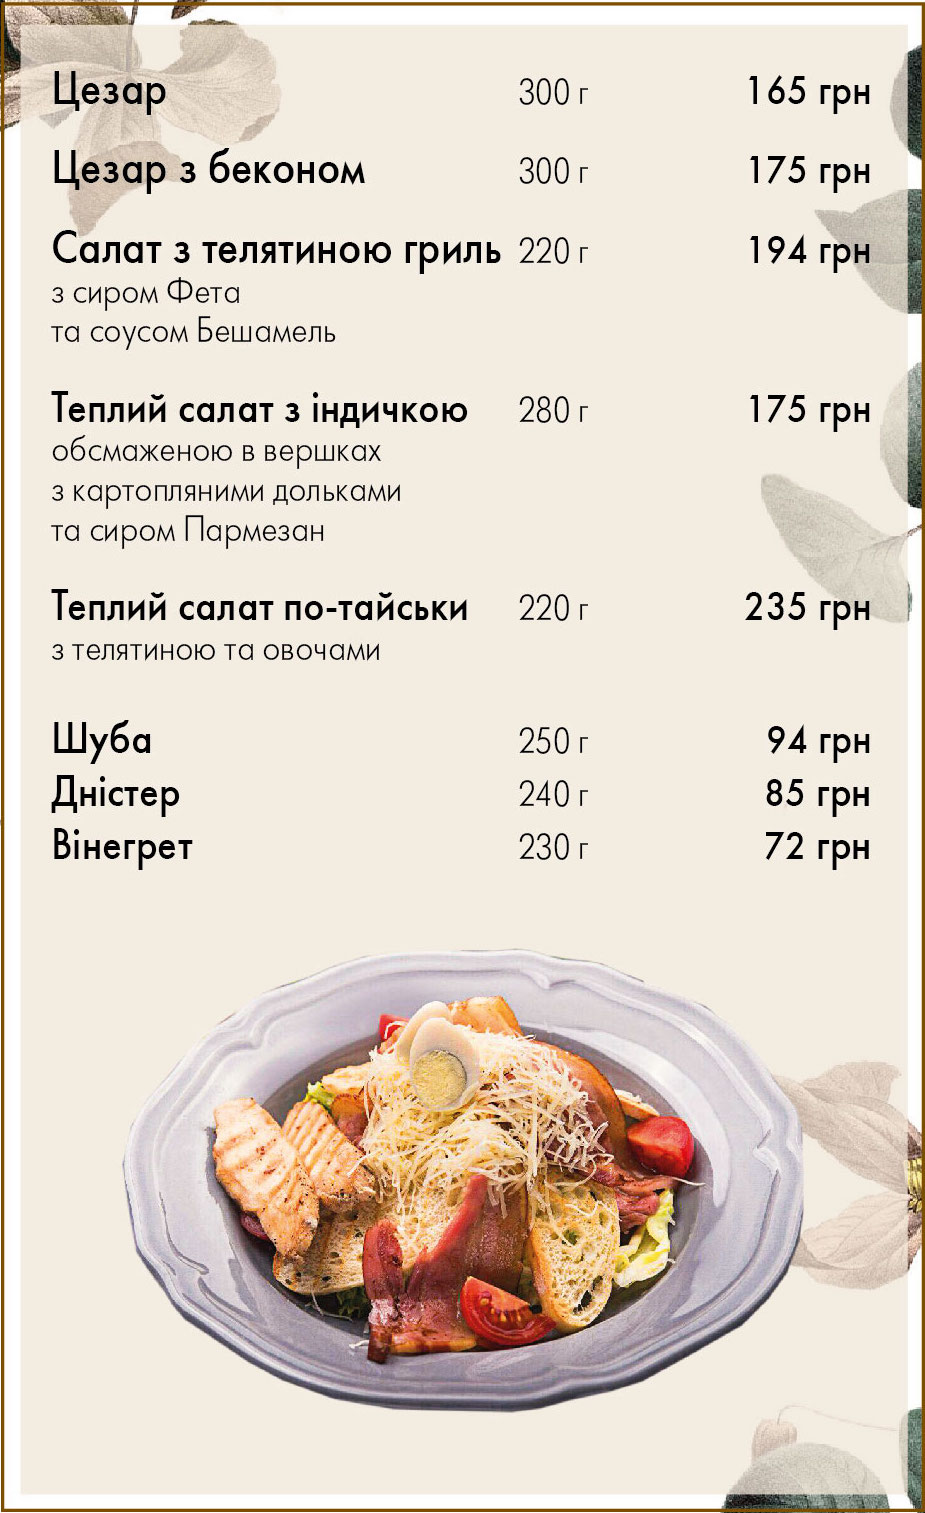 Цезар 300 г 165 грн
Цезар з беконом 300 г 175 грн
Салат з телятиною гриль 220 г 194 грн
з сиром Фета
та соусом Бешамель
Теплий салат з індичкою 280 г 175 грн
обсмаженою в вершках
з картопляними дольками
та сиром Пармезан
Теплий салат по-тайськи 220 г 235 грн
з телятиною та овочами
Шуба 250 г 94 грн
Дністер 240 г 85 грн
Вінегрет 230 г 72 грн